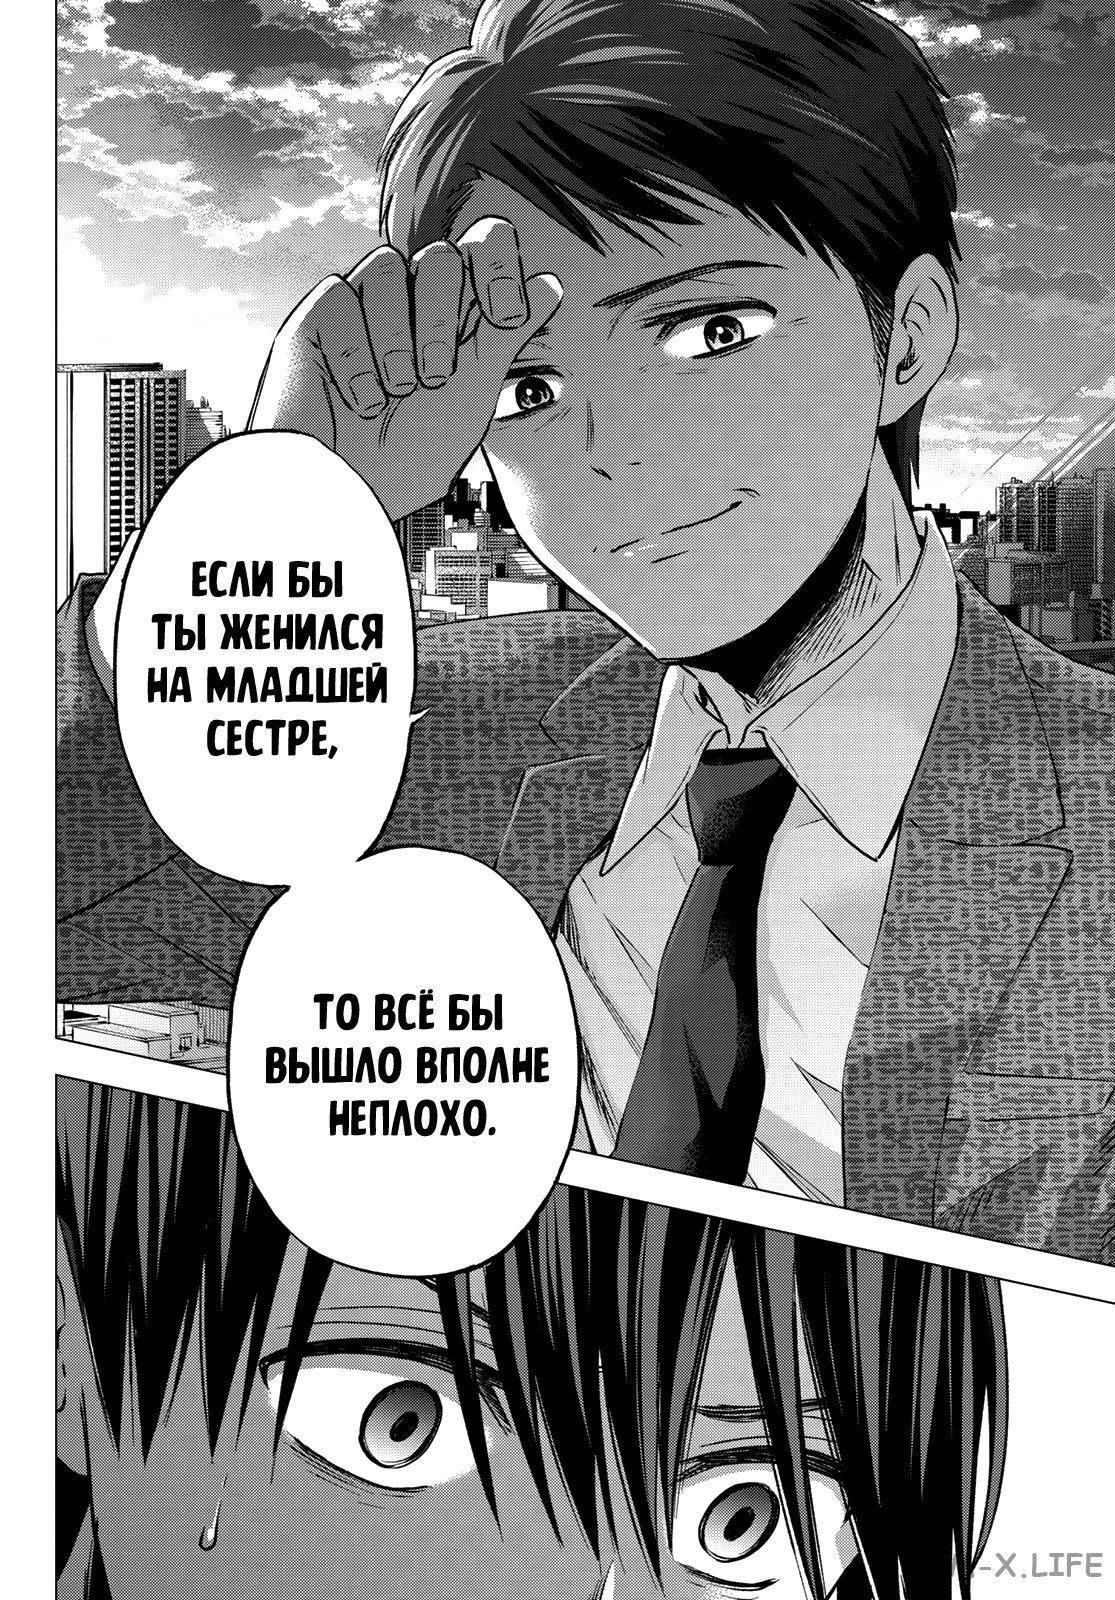 ЕСЛИ БЫ
ТЫ ЖЕНИЛСЯ
НА МЛАДШЕЙ
СЕСТРЕ,
ТО ВСЁ БЫ
ВЫШЛО ВПОЛНЕ
НЕПЛОХО.
-X.LIFE